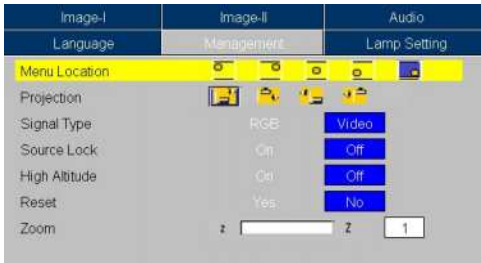 Image-I Image-II Audio
Language Management Lamp Setting
Menu Location
Projection
Signal Type RGB Video
Source Lock On Off
High Altitude On Off
Reset Yes No
Zoom z Z 1